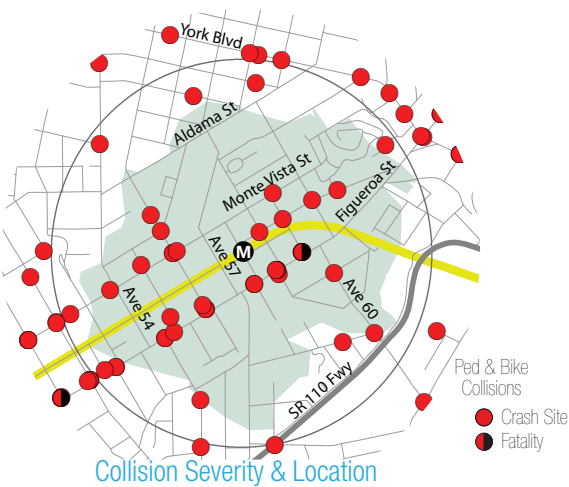 York Blvd
Aldama St
Monte Vista St
Figueroa St
Ave 57
M
Ave 54
Ave 60
SR 110 Fwy
Ped & Bike
Collisions
Crash Site
Fatality
Collision Severity & Location